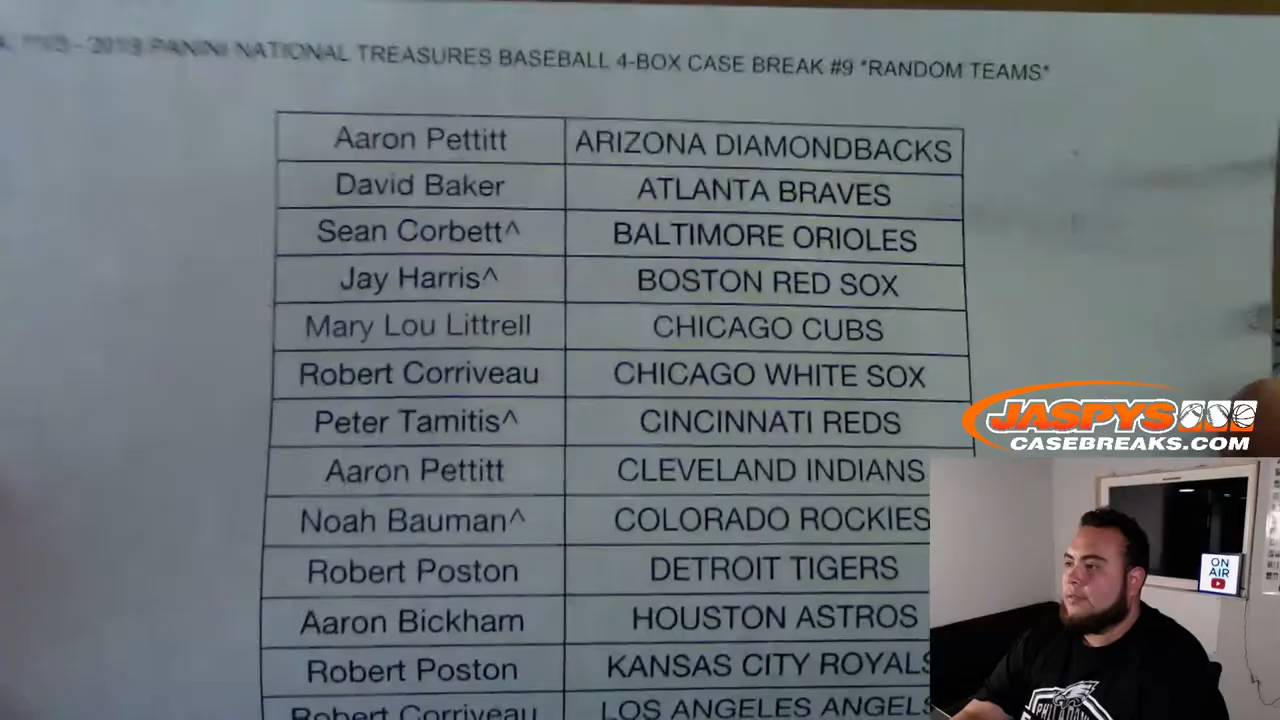 - 2019 PANINI NATIONAL TREASURES BASEBALL 4-BOX CASE BREAK #9 *RANDOM TEAMS*
Aaron Pettitt ARIZONA DIAMONDBACKS
David Baker ATLANTA BRAVES
Sean Corbett^ BALTIMORE ORIOLES
Jay Harris^ BOSTON RED SOX
Mary Lou Littrell CHICAGO CUBS
Robert Corriveau CHICAGO WHITE SOX
Peter Tamitis^ CINCINNATI REDS
Aaron Pettitt CLEVELAND INDIANS
Noah Bauman^ COLORADO ROCKIES
Robert Poston DETROIT TIGERS
Aaron Bickham HOUSTON ASTROS
Robert Poston KANSAS CITY ROYALS
Robert Corriveau LOS ANGELES ANGELS
JASPYS
CASEBREAKS.COM
ON
AIR